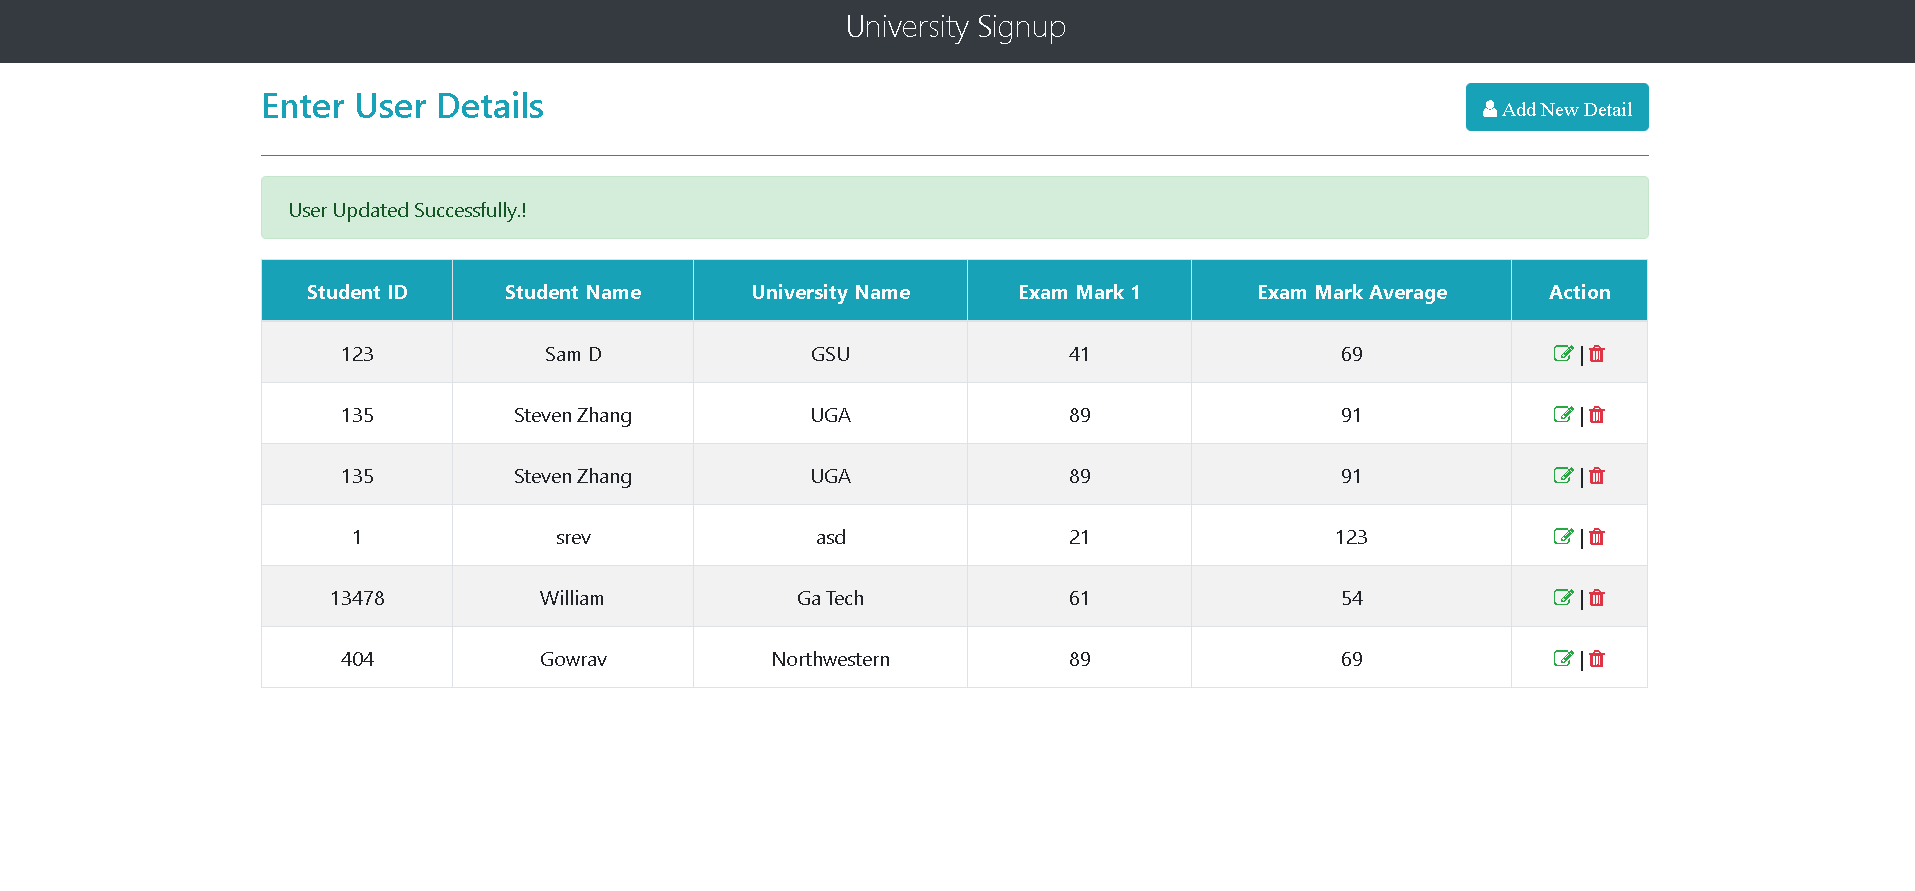 University Signup
Enter User Details
Add New Detail
User Updated Successfully.!
Student ID Student Name University Name Exam Mark 1 Exam Mark Average Action
123 Sam D GSU 41 69 |
135 Steven Zhang UGA 89 91 |
135 Steven Zhang UGA 89 91 |
1 srev asd 21 123 |
13478 William Ga Tech 61 54 |
404 Gowrav Northwestern 89 69 |